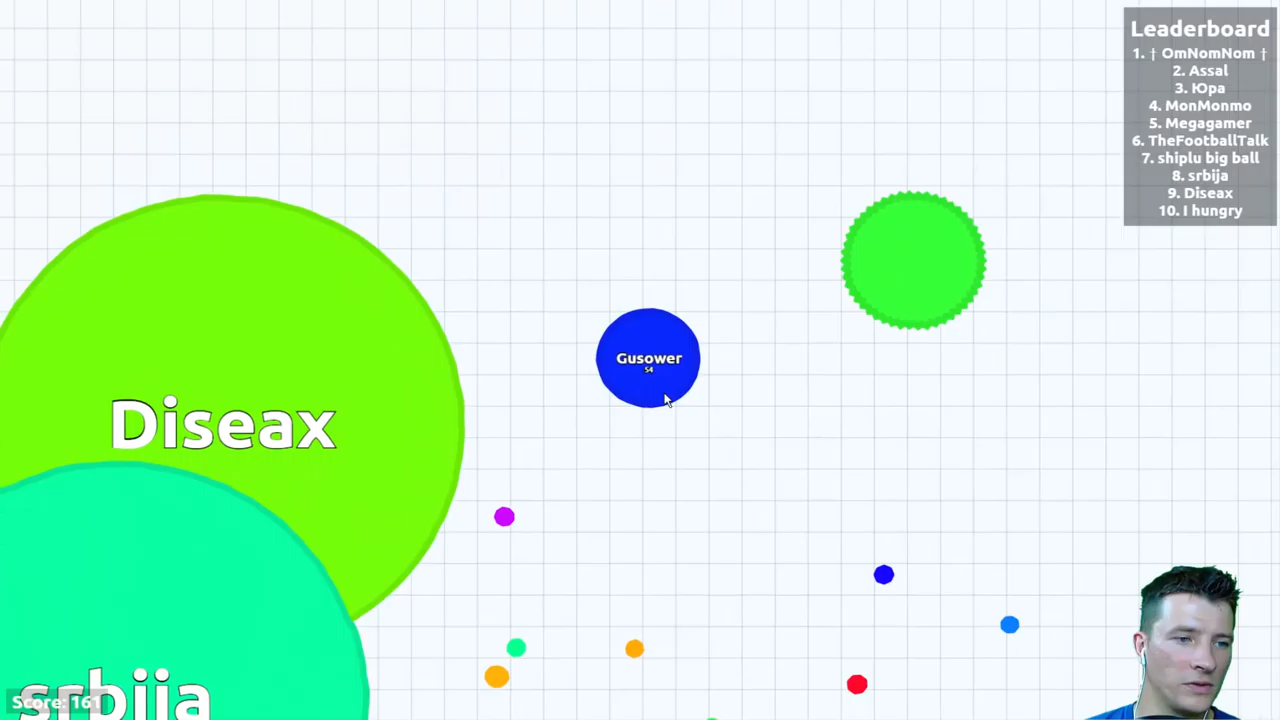 Leaderboard
1. † OmNomNom †
2. Assal
3. Юра
4. MonMonmo
5. Megagamer
6. TheFootballTalk
7. shiplu big ball
8. srbija
9. Diseax
10. I hungry
Gusower
54
Diseax
srbija
Score: 161